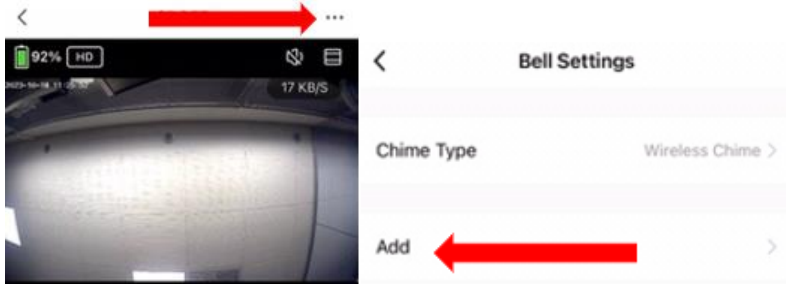 92% HD
17 KB/S
Bell Settings
Chime Type
Wireless Chime
Add